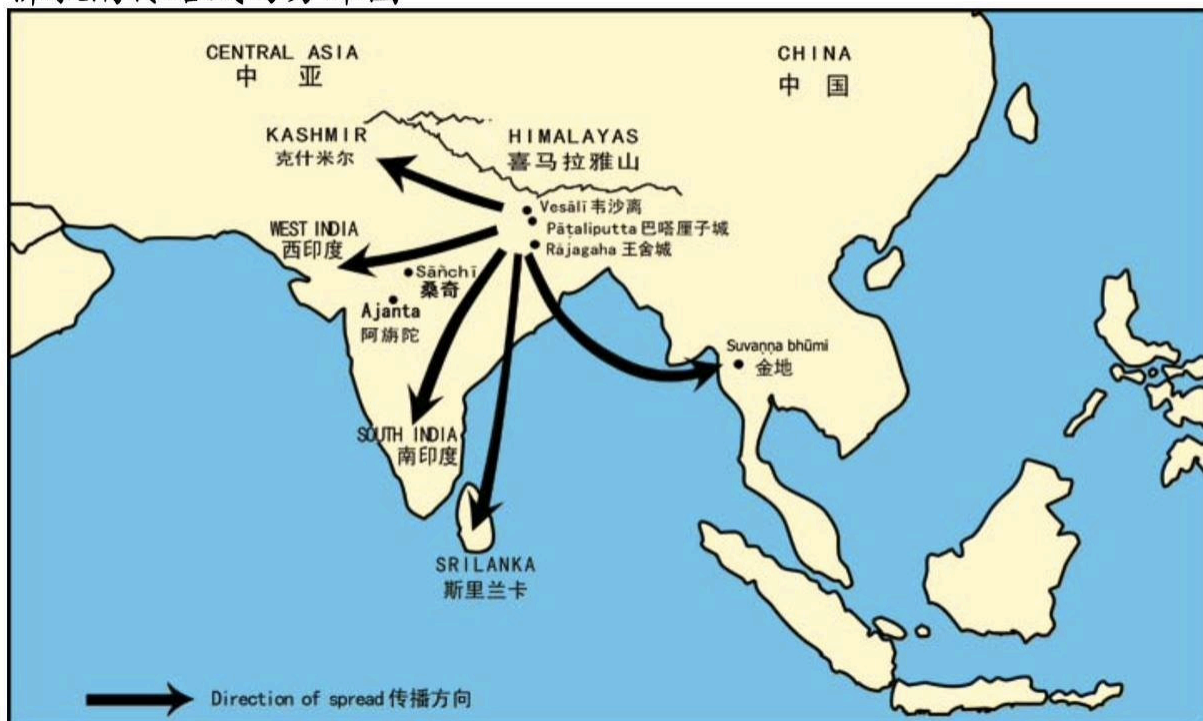 CENTRAL ASIA
中 亚
CHINA
中 国
KASHMIR
克什米尔
HIMALAYAS
喜马拉雅山
Vesālī 韦沙离
Pāṭaliputta 巴嗒厘子城
Rājagaha 王舍城
WEST INDIA
西印度
Sāñchī
桑奇
Ajanta
阿旃陀
Suvaṇṇa bhūmi
金地
SOUTH INDIA
南印度
SRILANKA
斯里兰卡
Direction of spread 传播方向